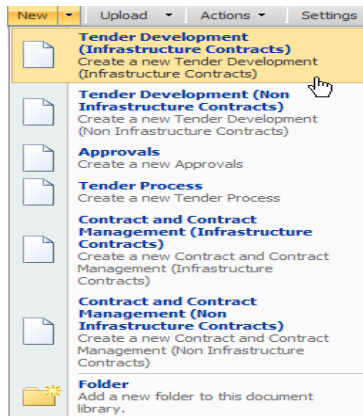 New Upload Actions Settings
Tender Development
(Infrastructure Contracts)
Create a new Tender Development
(Infrastructure Contracts)
Tender Development (Non
Infrastructure Contracts)
Create a new Tender Development
(Non Infrastructure Contracts)
Approvals
Create a new Approvals
Tender Process
Create a new Tender Process
Contract and Contract
Management (Infrastructure
Contracts)
Create a new Contract and Contract
Management (Infrastructure
Contracts)
Contract and Contract
Management (Non
Infrastructure Contracts)
Create a new Contract and Contract
Management (Non Infrastructure
Contracts)
Folder
Add a new folder to this document
library.